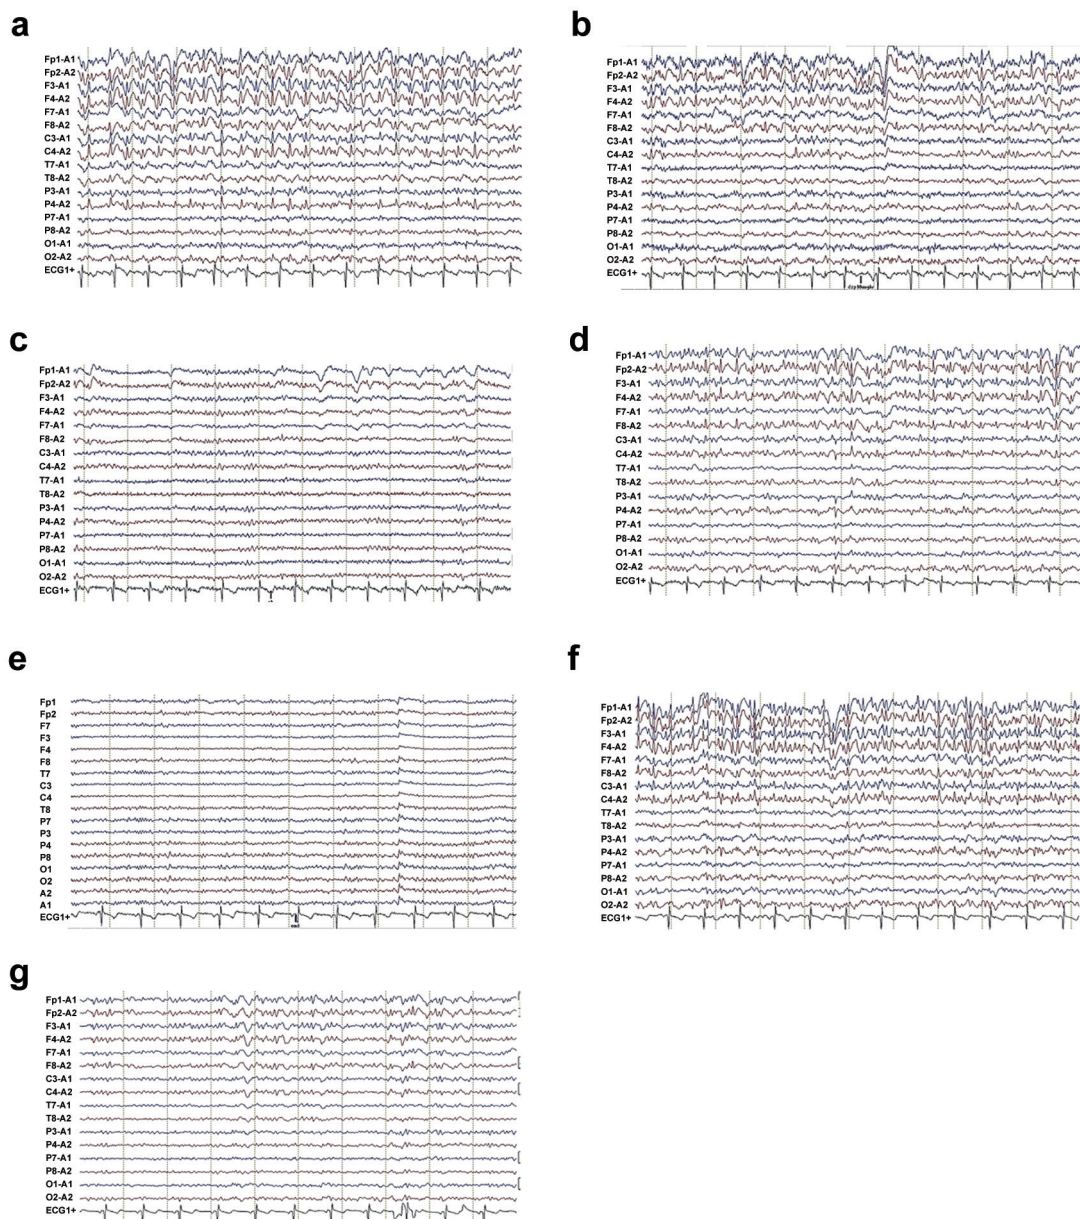 a
Fp1-A1
Fp2-A2
F3-A1
F4-A2
F7-A1
F8-A2
C3-A1
C4-A2
T7-A1
T8-A2
P3-A1
P4-A2
P7-A1
P8-A2
O1-A1
O2-A2
ECG1+
b
Fp1-A1
Fp2-A2
F3-A1
F4-A2
F7-A1
F8-A2
C3-A1
C4-A2
T7-A1
T8-A2
P3-A1
P4-A2
P7-A1
P8-A2
O1-A1
O2-A2
ECG1+
c
Fp1-A1
Fp2-A2
F3-A1
F4-A2
F7-A1
F8-A2
C3-A1
C4-A2
T7-A1
T8-A2
P3-A1
P4-A2
P7-A1
P8-A2
O1-A1
O2-A2
ECG1+
d
Fp1-A1
Fp2-A2
F3-A1
F4-A2
F7-A1
F8-A2
C3-A1
C4-A2
T7-A1
T8-A2
P3-A1
P4-A2
P7-A1
P8-A2
O1-A1
O2-A2
ECG1+
e
Fp1
Fp2
F7
F3
F4
F8
T7
C3
C4
T8
P7
P3
P4
P8
O1
O2
A2
A1
ECG1+
f
Fp1-A1
Fp2-A2
F3-A1
F4-A2
F7-A1
F8-A2
C3-A1
C4-A2
T7-A1
T8-A2
P3-A1
P4-A2
P7-A1
P8-A2
O1-A1
O2-A2
ECG1+
g
Fp1-A1
Fp2-A2
F3-A1
F4-A2
F7-A1
F8-A2
C3-A1
C4-A2
T7-A1
T8-A2
P3-A1
P4-A2
P7-A1
P8-A2
O1-A1
O2-A2
ECG1+